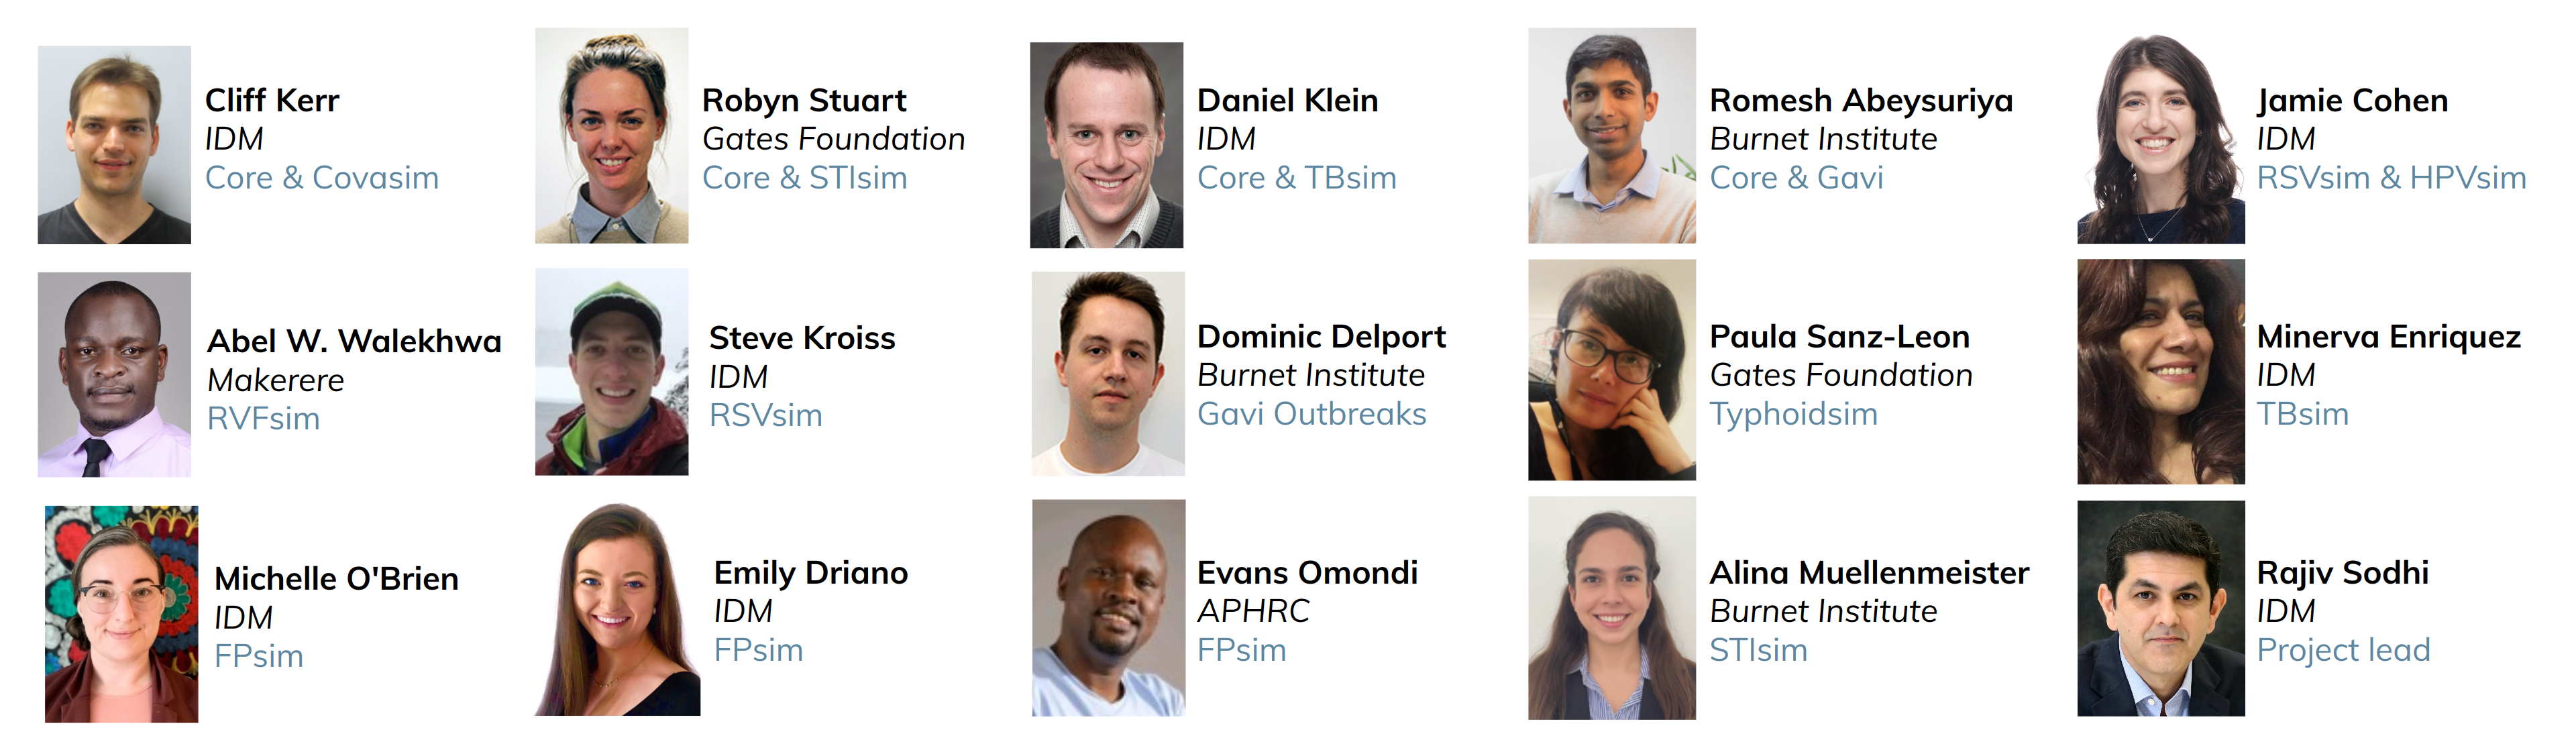 Cliff Kerr
IDM
Core & Covasim
Robyn Stuart
Gates Foundation
Core & STIsim
Daniel Klein
IDM
Core & TBsim
Romesh Abeysuriya
Burnet Institute
Core & Gavi
Jamie Cohen
IDM
RSVsim & HPVsim
Abel W. Walekhwa
Makerere
RVFsim
Steve Kroiss
IDM
RSVsim
Dominic Delport
Burnet Institute
Gavi Outbreaks
Paula Sanz-Leon
Gates Foundation
Typhoidsim
Minerva Enriquez
IDM
TBsim
Michelle O'Brien
IDM
FPsim
Emily Driano
IDM
FPsim
Evans Omondi
APHRC
FPsim
Alina Muellenmeister
Burnet Institute
STIsim
Rajiv Sodhi
IDM
Project lead